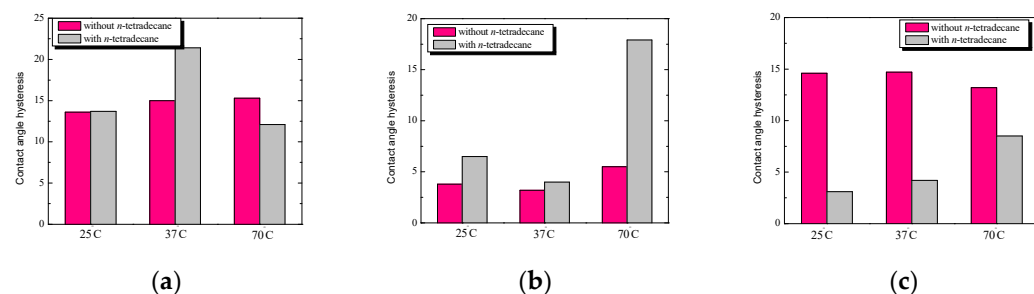 25
20
15
10
5
0
Contact angle hysteresis
without n-tetradecane
with n-tetradecane
25 C
37 C
70 C
(a)
20
15
10
5
0
Contact angle hysteresis
without n-tetradecane
with n-tetradecane
25 C
37 C
70 C
(b)
20
15
10
5
0
Contact angle hysteresis
without n-tetradecane
with n-tetradecane
25 C
37 C
70 C
(c)